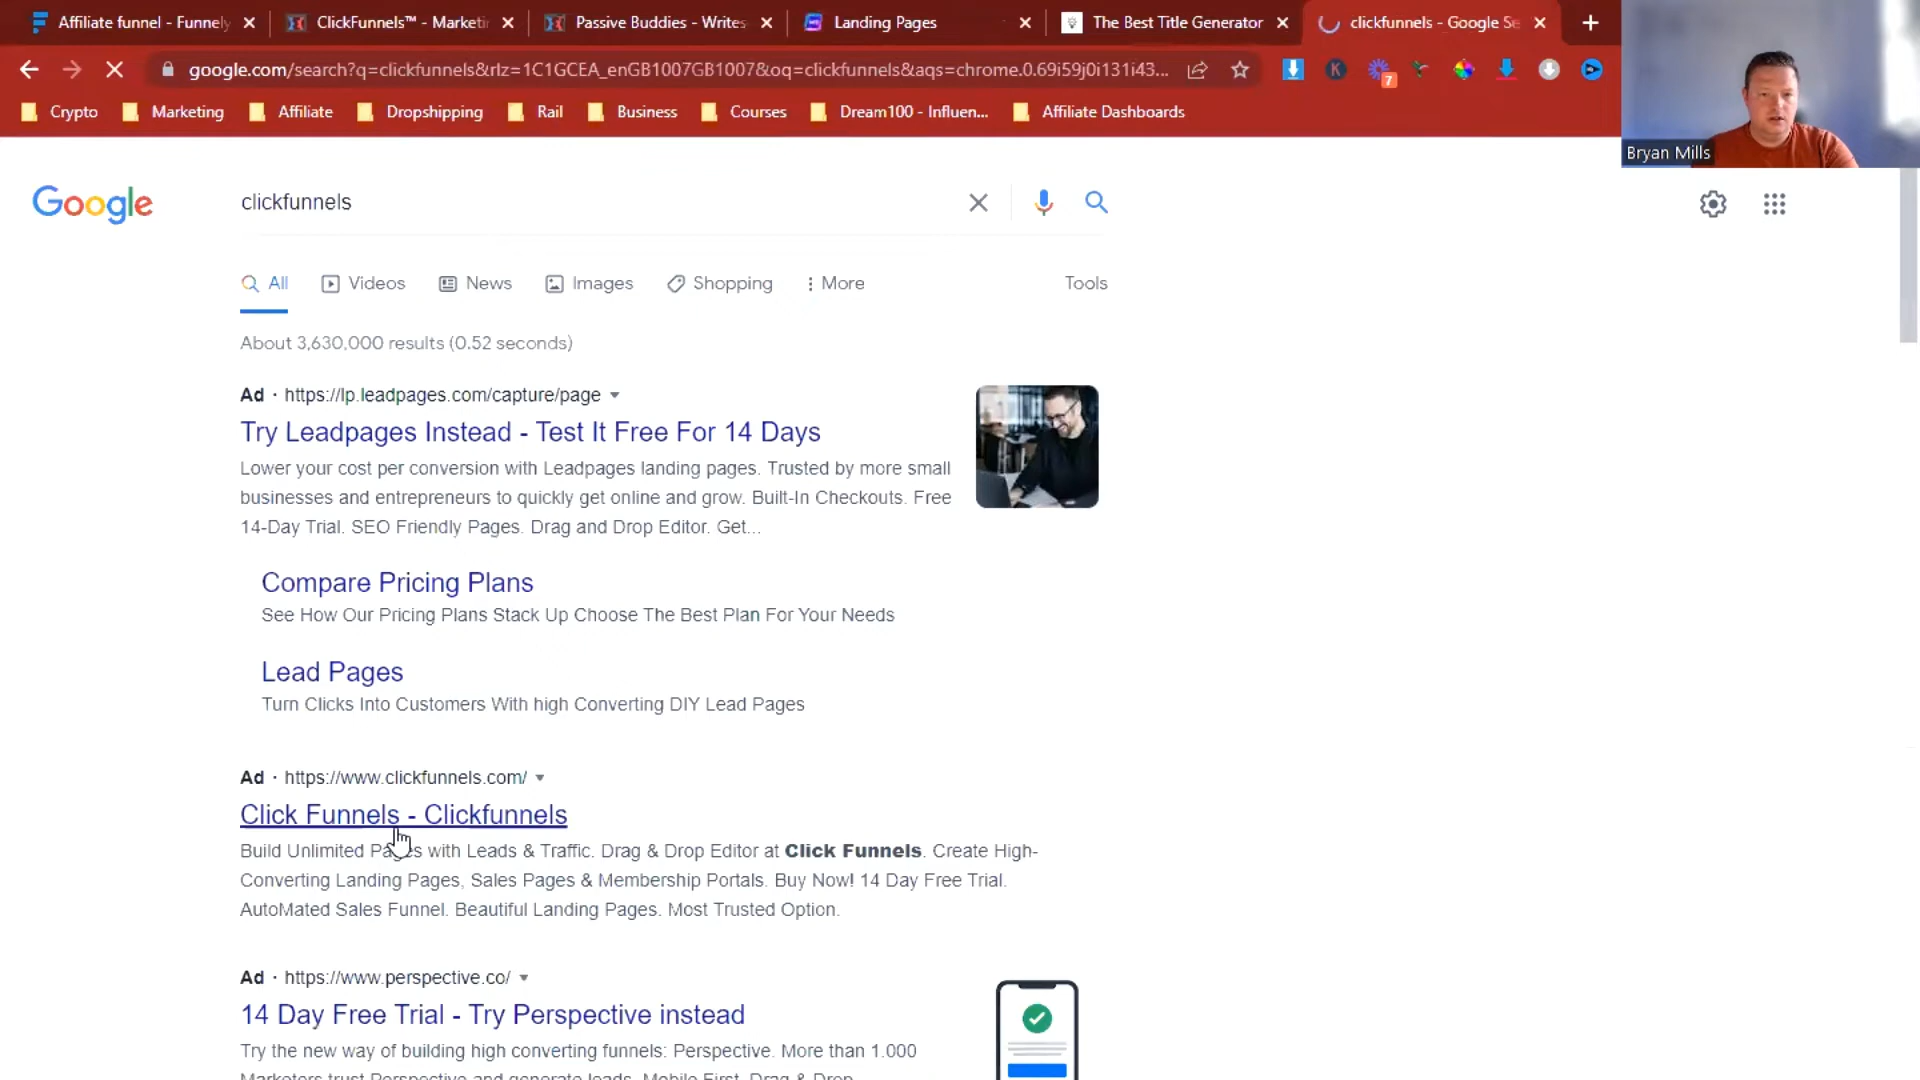 Affiliate funnel - Funnely
ClickFunnels™ - Marketi
Passive Buddies - Writes
Landing Pages
The Best Title Generator
clickfunnels - Google Se
google.com/search?q=clickfunnels&rlz=1C1GCEA_enGB1007GB1007&oq=clickfunnels&aqs=chrome.0.69i59j0i131i43...
K
7
Crypto
Marketing
Affiliate
Dropshipping
Rail
Business
Courses
Dream100 - Influen...
Affiliate Dashboards
Bryan Mills
Google
clickfunnels
All
Videos
News
Images
Shopping
More
Tools
About 3,630,000 results (0.52 seconds)
Ad · https://lp.leadpages.com/capture/page
Try Leadpages Instead - Test It Free For 14 Days
Lower your cost per conversion with Leadpages landing pages. Trusted by more small
businesses and entrepreneurs to quickly get online and grow. Built-In Checkouts. Free
14-Day Trial. SEO Friendly Pages. Drag and Drop Editor. Get...
Compare Pricing Plans
See How Our Pricing Plans Stack Up Choose The Best Plan For Your Needs
Lead Pages
Turn Clicks Into Customers With high Converting DIY Lead Pages
Ad · https://www.clickfunnels.com/
Click Funnels - Clickfunnels
Build Unlimited Pages with Leads & Traffic. Drag & Drop Editor at Click Funnels. Create High-
Converting Landing Pages, Sales Pages & Membership Portals. Buy Now! 14 Day Free Trial.
AutoMated Sales Funnel. Beautiful Landing Pages. Most Trusted Option.
Ad · https://www.perspective.co/
14 Day Free Trial - Try Perspective instead
Try the new way of building high converting funnels: Perspective. More than 1.000
Marketers trust Perspective and generate leads. Mobile First. Drag & Drop